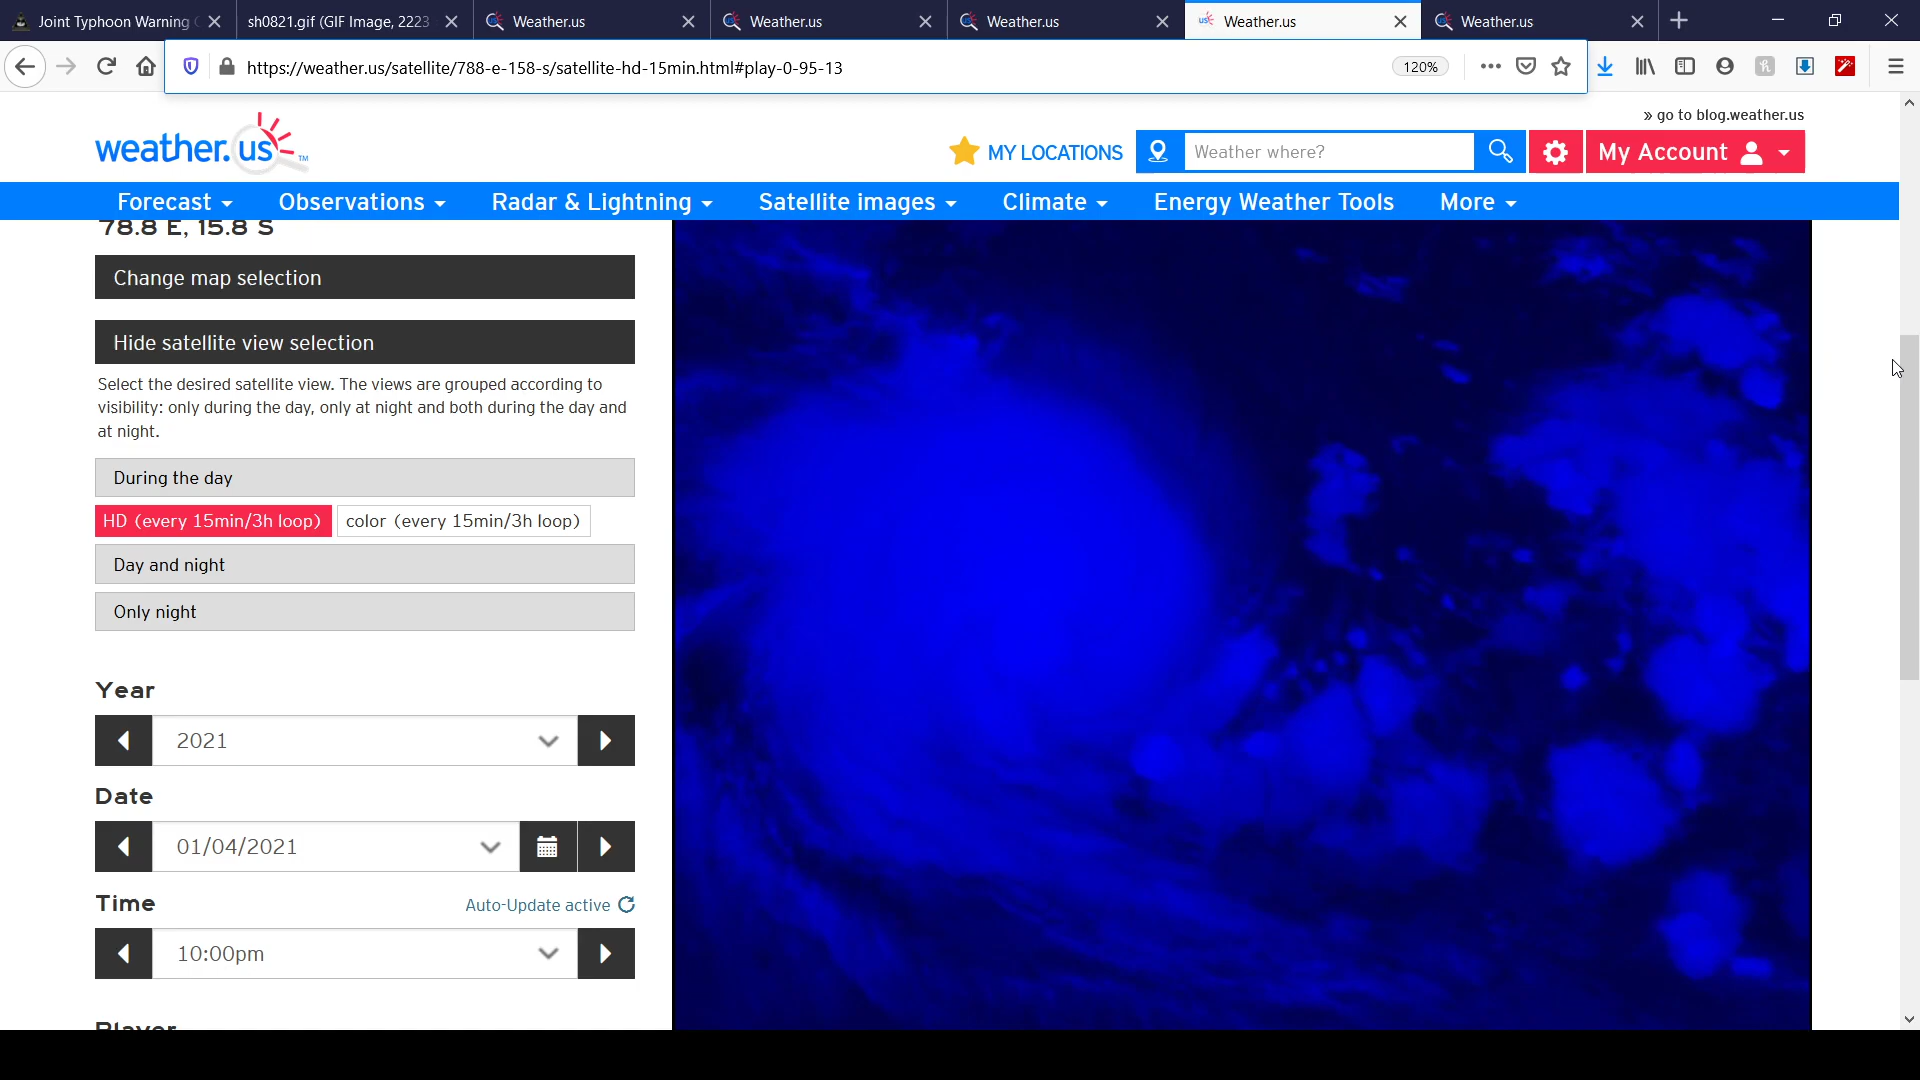 Joint Typhoon Warning
sh0821.gif (GIF Image, 2223
Weather.us
Weather.us
Weather.us
Weather.us
Weather.us
https://weather.us/satellite/788-e-158-s/satellite-hd-15min.html#play-0-95-13
120%
» go to blog.weather.us
weather.us™
MY LOCATIONS
Weather where?
My Account
Forecast
Observations
Radar & Lightning
Satellite images
Climate
Energy Weather Tools
More
78.8 E, 15.8 S
Change map selection
Hide satellite view selection
Select the desired satellite view. The views are grouped according to
visibility: only during the day, only at night and both during the day and
at night.
During the day
HD (every 15min/3h loop)
color (every 15min/3h loop)
Day and night
Only night
Year
2021
Date
01/04/2021
Time
Auto-Update active
10:00pm
Player